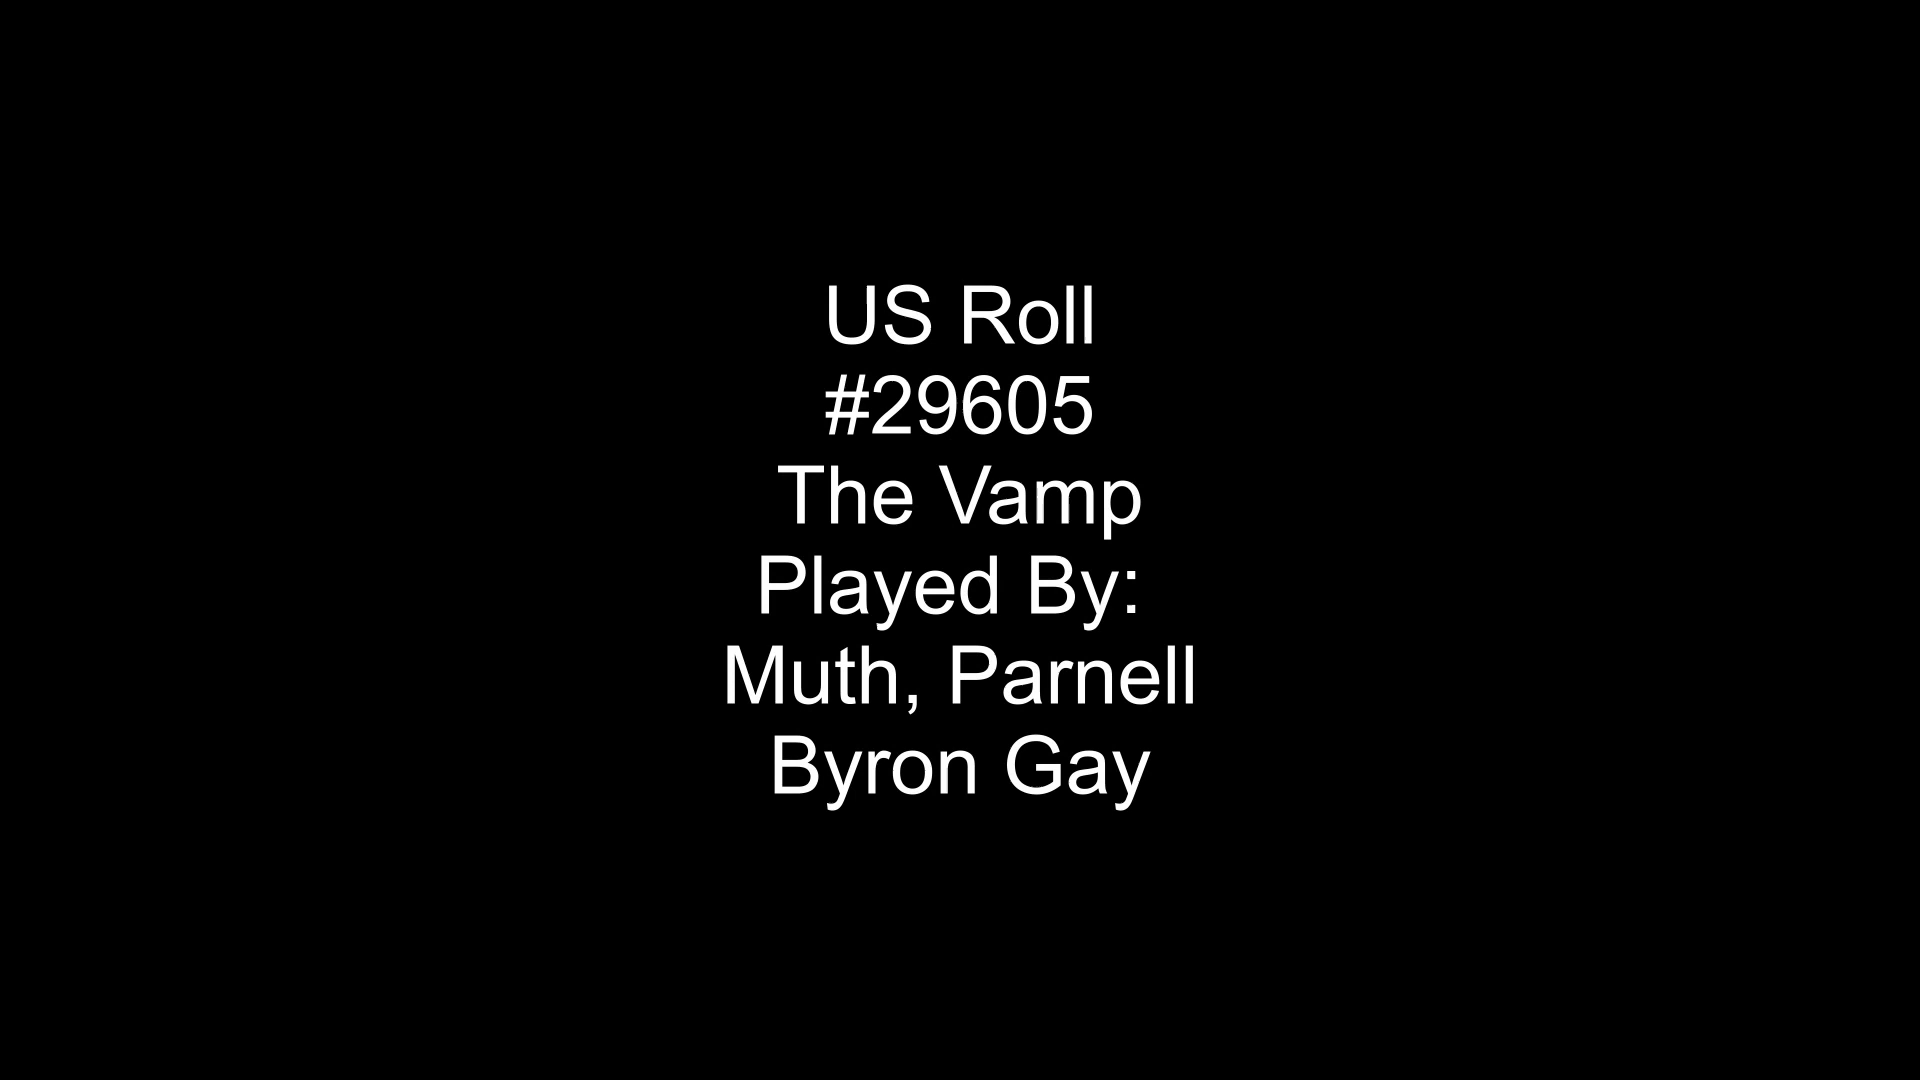 US Roll
#29605
The Vamp
Played By:
Muth, Parnell
Byron Gay